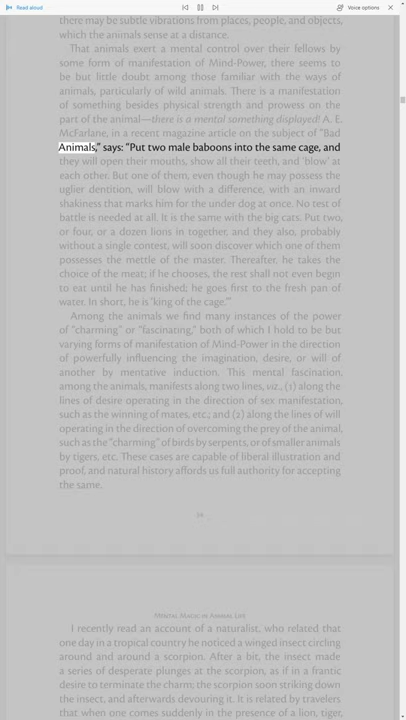 Read aloud
Voice options
there may be subtle vibrations from places, people, and objects,
which the animals sense at a distance.
That animals exert a mental control over their fellows by
some form of manifestation of Mind-Power, there seems to
be but little doubt among those familiar with the ways of
animals, particularly of wild animals. There is a manifestation
of something besides physical strength and prowess on the
part of the animal—there is a mental something displayed! A. E.
McFarlane, in a recent magazine article on the subject of "Bad
Animals," says: "Put two male baboons into the same cage, and
they will open their mouths, show all their teeth, and 'blow' at
each other. But one of them, even though he may possess the
uglier dentition, will blow with a difference, with an inward
shakiness that marks him for the under dog at once. No test of
battle is needed at all. It is the same with the big cats. Put two,
or four, or a dozen lions in together, and they also, probably
without a single contest, will soon discover which one of them
possesses the mettle of the master. Thereafter, he takes the
choice of the meat; if he chooses, the rest shall not even begin
to eat until he has finished; he goes first to the fresh pan of
water. In short, he is 'king of the cage.'"
Among the animals we find many instances of the power
of "charming" or "fascinating," both of which I hold to be but
varying forms of manifestation of Mind-Power in the direction
of powerfully influencing the imagination, desire, or will of
another by mentative induction. This mental fascination,
among the animals, manifests along two lines, viz., (1) along the
lines of desire operating in the direction of sex manifestation,
such as the winning of mates, etc.; and (2) along the lines of will
operating in the direction of overcoming the prey of the animal,
such as the "charming" of birds by serpents, or of smaller animals
by tigers, etc. These cases are capable of liberal illustration and
proof, and natural history affords us full authority for accepting
the same.
Mental Magic in Animal Life
I recently read an account of a naturalist, who related that
one day in a tropical country he noticed a winged insect circling
around and around a scorpion. After a bit, the insect made
a series of desperate plunges at the scorpion, as if in a frantic
desire to terminate the charm; the scorpion soon striking down
the insect, and afterwards devouring it. It is related by travelers
that when one comes suddenly in the presence of a lion, tiger,